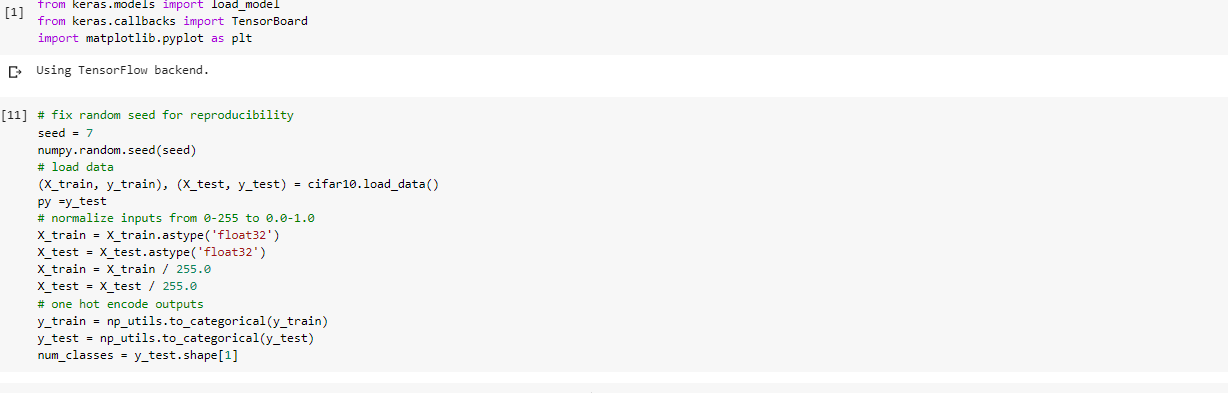 from keras.models import load_model
[1] from keras.callbacks import TensorBoard
import matplotlib.pyplot as plt
Using TensorFlow backend.
[11] # fix random seed for reproducibility
seed = 7
numpy.random.seed(seed)
# load data
(X_train, y_train), (X_test, y_test) = cifar10.load_data()
py =y_test
# normalize inputs from 0-255 to 0.0-1.0
X_train = X_train.astype('float32')
X_test = X_test.astype('float32')
X_train = X_train / 255.0
X_test = X_test / 255.0
# one hot encode outputs
y_train = np_utils.to_categorical(y_train)
y_test = np_utils.to_categorical(y_test)
num_classes = y_test.shape[1]